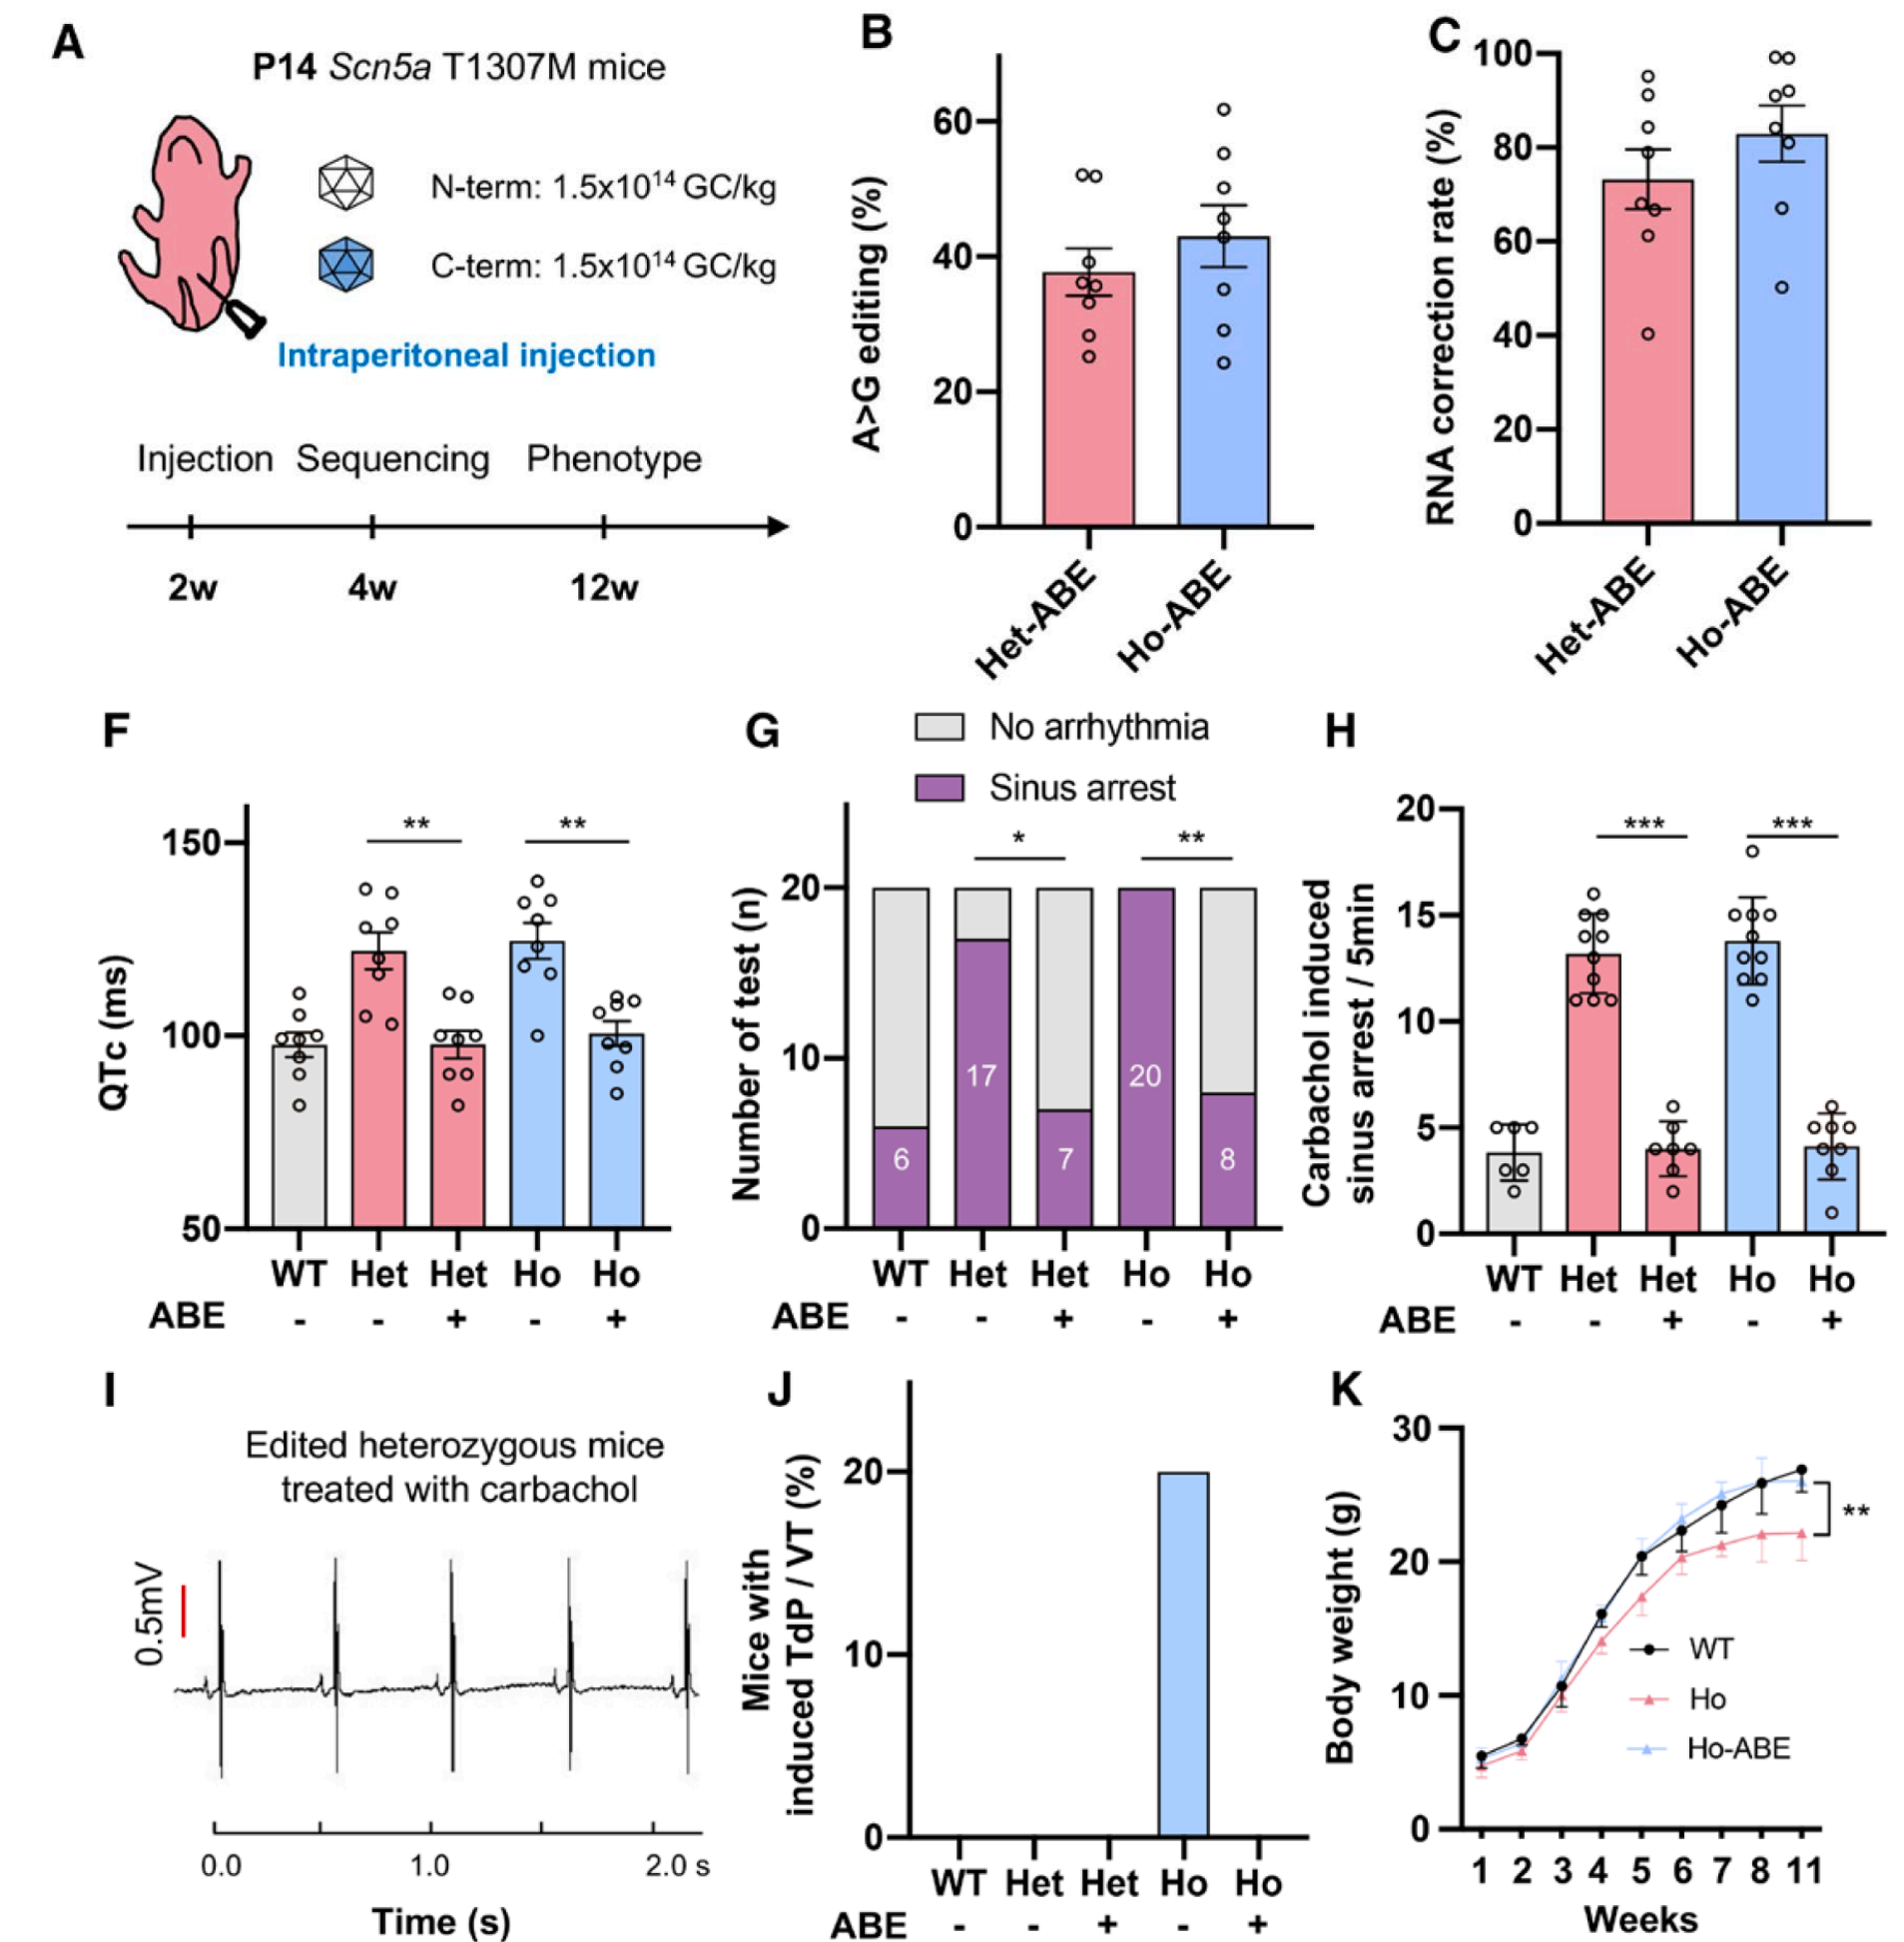 A
P14 Scn5a T1307M mice
N-term: 1.5x10¹⁴ GC/kg
C-term: 1.5x10¹⁴ GC/kg
Intraperitoneal injection
Injection Sequencing Phenotype
2w 4w 12w
B
A>G editing (%)
60
40
20
0
Het-ABE
Ho-ABE
C
RNA correction rate (%)
100
80
60
40
20
0
Het-ABE
Ho-ABE
F
QTc (ms)
150
100
50
** **
WT Het Het Ho Ho
ABE - - + - +
G
No arrhythmia
Sinus arrest
Number of test (n)
20
10
0
* **
6 17 7 20 8
WT Het Het Ho Ho
ABE - - + - +
H
Carbachol induced
sinus arrest / 5min
20
15
10
5
0
*** ***
WT Het Het Ho Ho
ABE - - + - +
I
Edited heterozygous mice
treated with carbachol
0.5mV
0.0 1.0 2.0 s
Time (s)
J
Mice with
induced TdP / VT (%)
20
10
0
WT Het Het Ho Ho
ABE - - + - +
K
Body weight (g)
30
20
10
0
**
WT
Ho
Ho-ABE
1 2 3 4 5 6 7 8 11
Weeks